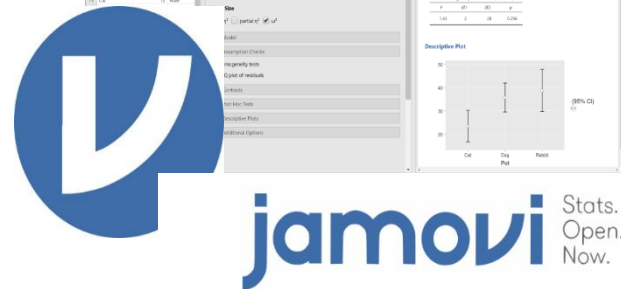 Size
η² partial η² ω²
Model
Assumption Checks
Homogeneity tests
Q plot of residuals
Contrasts
Post Hoc Tests
Descriptive Plots
Additional Options
F df1 df2 p
2
Descriptive Plot
50
40
30
20
(95% CI)
Cat Dog Rabbit
Pet
jamovi
Stats.
Open.
Now.